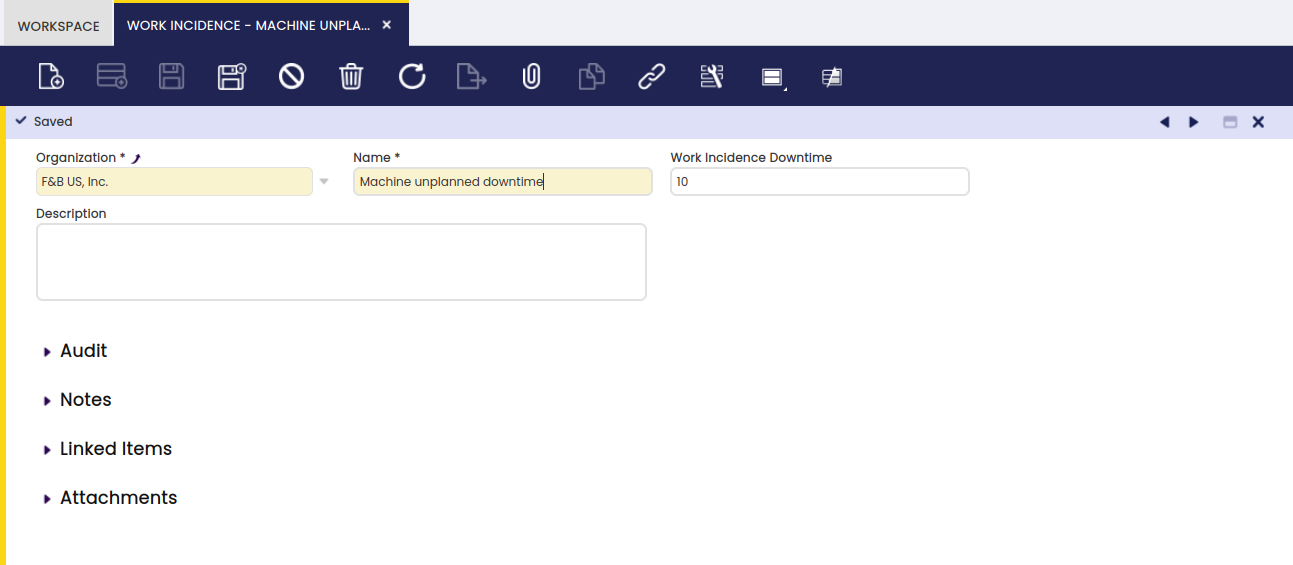 WORKSPACE
WORK INCIDENCE - MACHINE UNPLA...
Saved
Organization * Name * Work Incidence Downtime
F&B US, Inc. Machine unplanned downtime 10
Description
Audit
Notes
Linked Items
Attachments